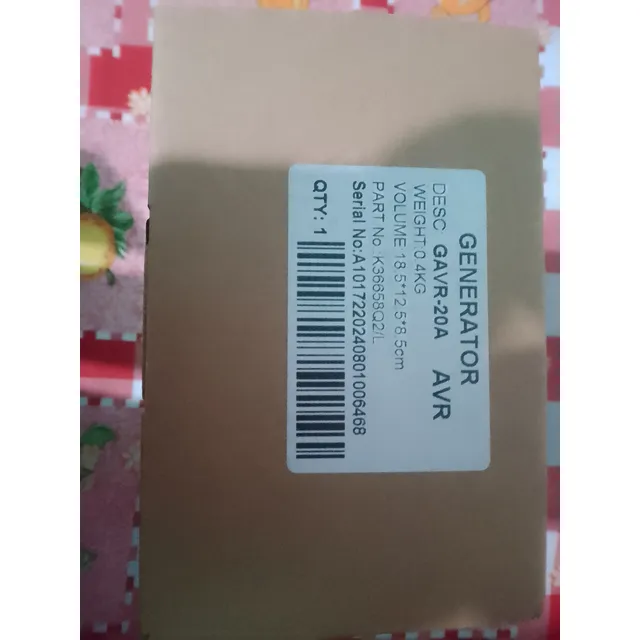 GENERATOR
DESC GAVR-20A AVR
WEIGHT:0.4KG
VOLUME:18.5*12.5*8.5cm
PART No. K36658Q2/L
Serial No:A1017220240801006468
QTY: 1